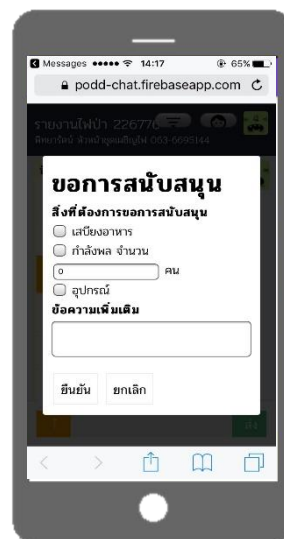 Messages 14:17 65%
podd-chat.firebaseapp.com
รายงานไฟป่า 226776
063-6695144
ขอการสนับสนุน
สิ่งที่ต้องการขอการสนับสนุน
เสบียงอาหาร
กำลังพล จำนวน
0 คน
อุปกรณ์
ข้อความเพิ่มเติม
ยืนยัน ยกเลิก
ส่ง